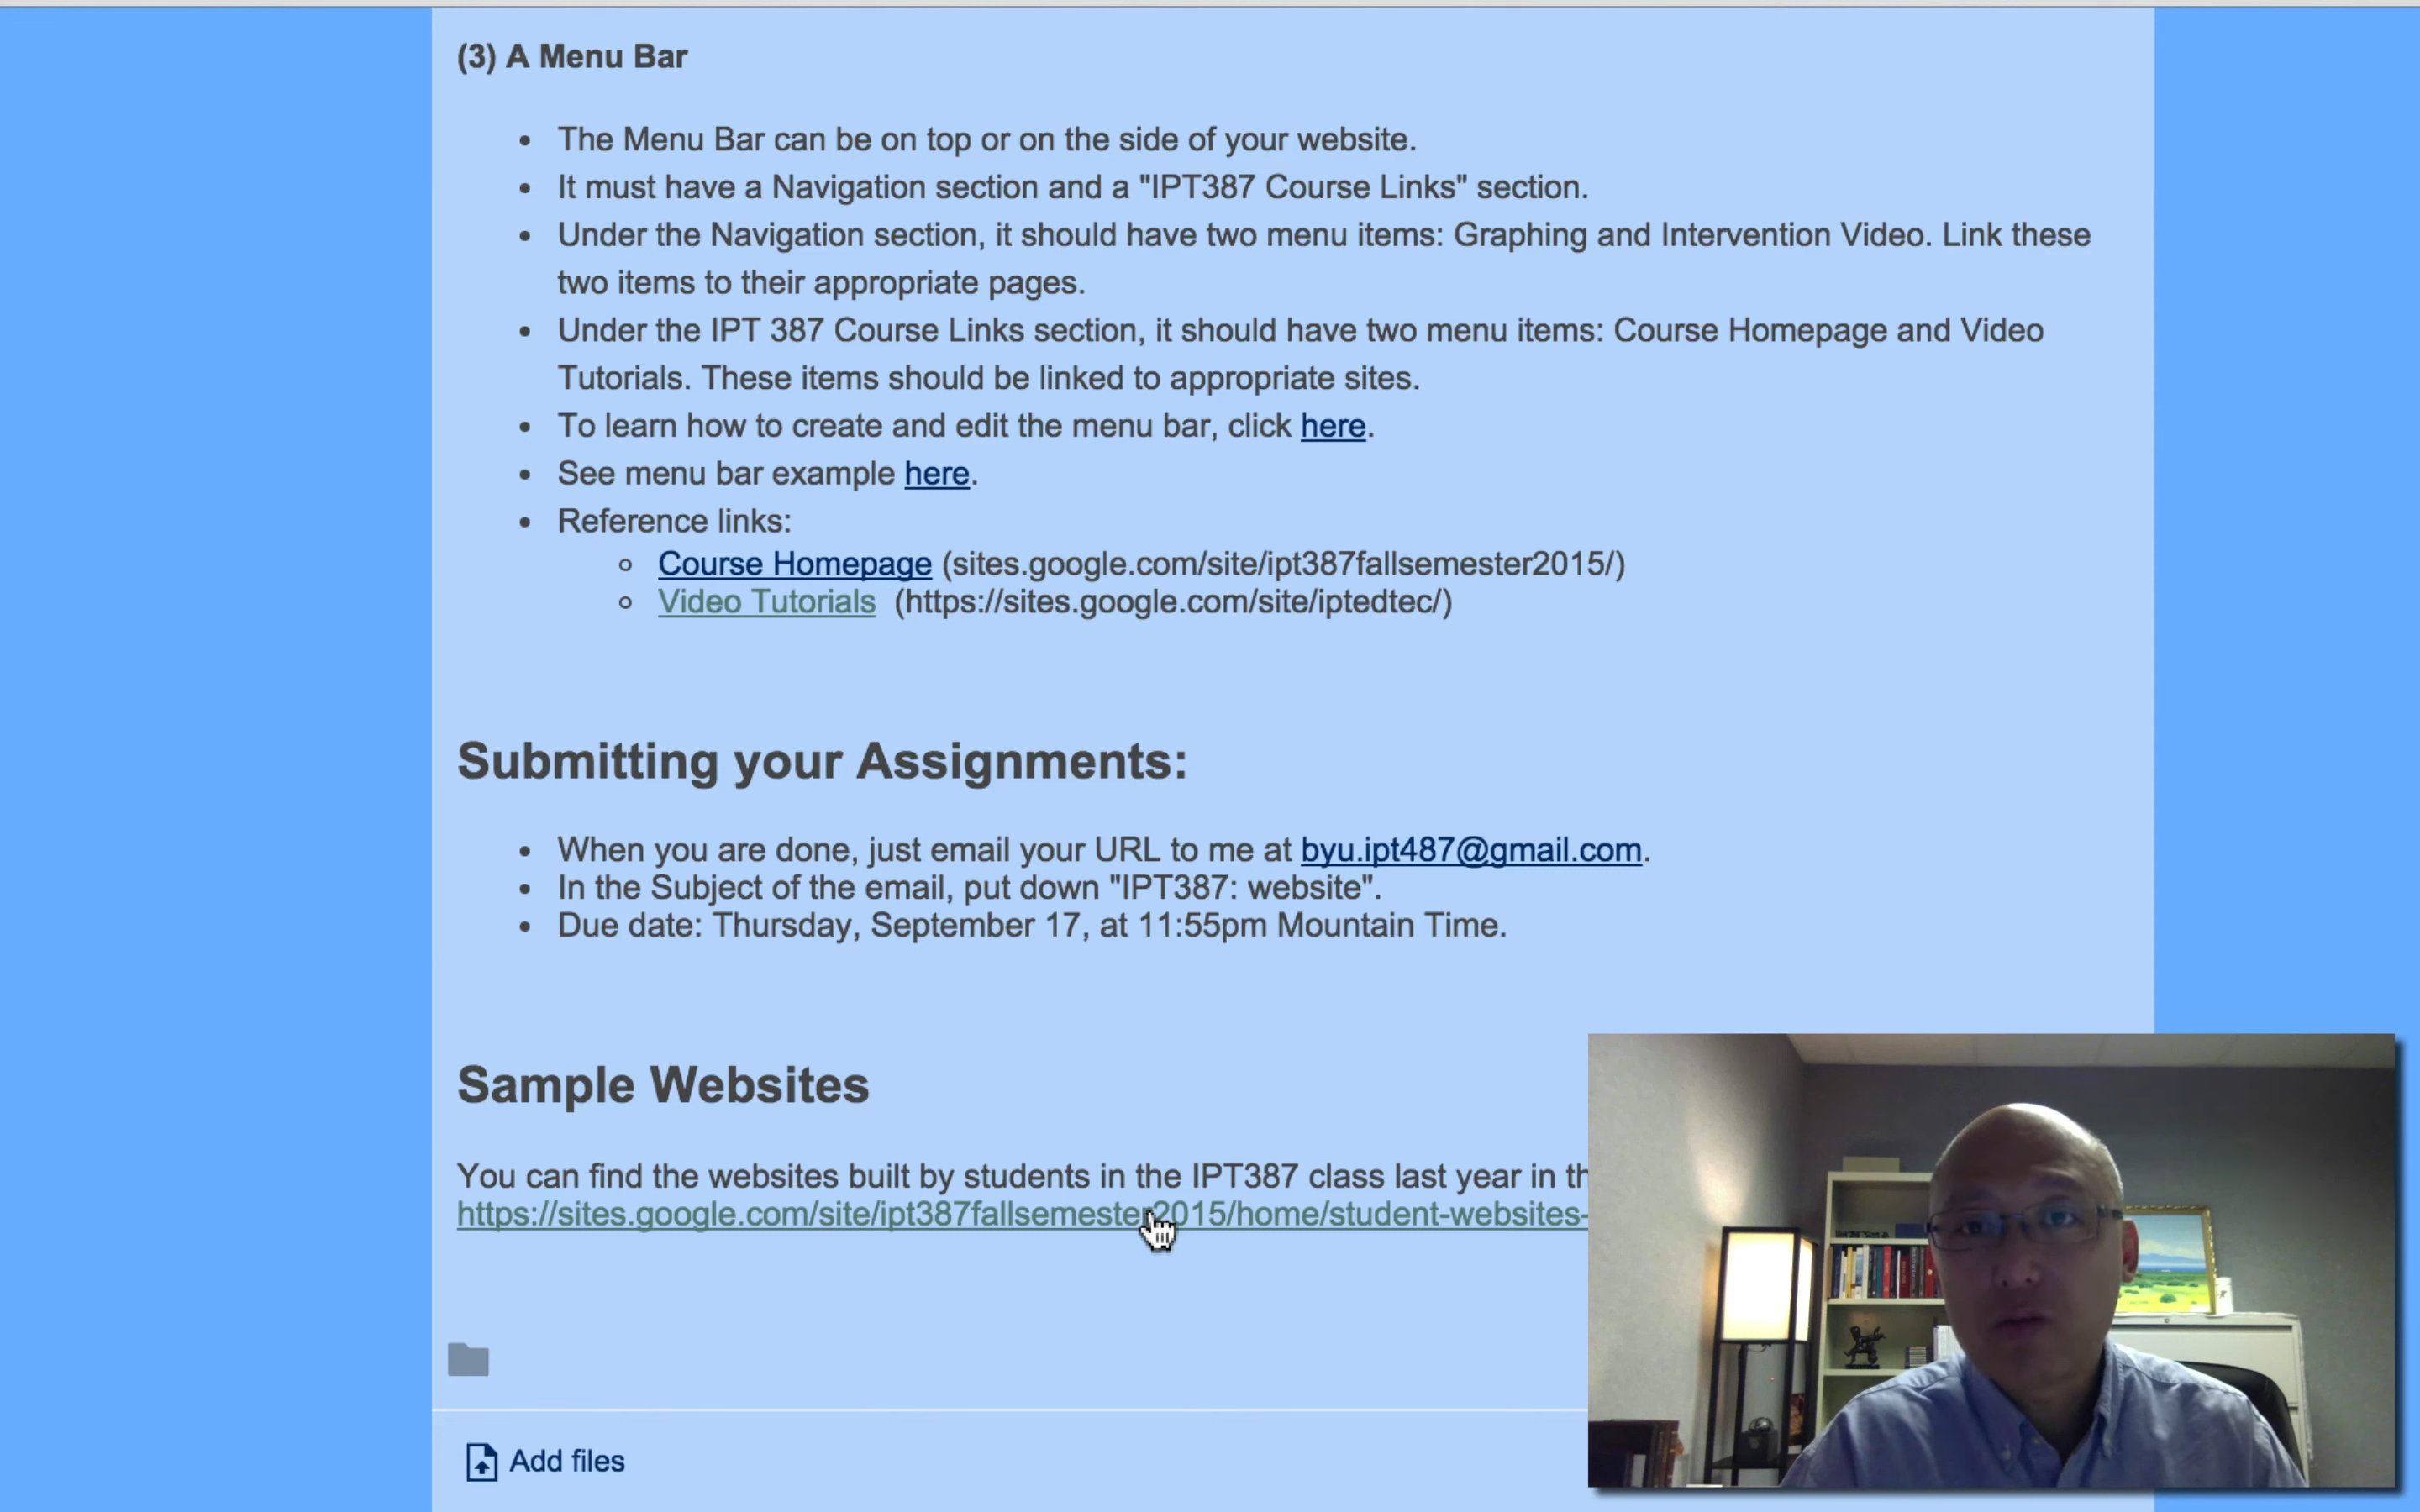 (3) A Menu Bar
The Menu Bar can be on top or on the side of your website.
It must have a Navigation section and a "IPT387 Course Links" section.
Under the Navigation section, it should have two menu items: Graphing and Intervention Video. Link these
two items to their appropriate pages.
Under the IPT 387 Course Links section, it should have two menu items: Course Homepage and Video
Tutorials. These items should be linked to appropriate sites.
To learn how to create and edit the menu bar, click here.
See menu bar example here.
Reference links:
Course Homepage (sites.google.com/site/ipt387fallsemester2015/)
Video Tutorials (https://sites.google.com/site/iptedtec/)
Submitting your Assignments:
When you are done, just email your URL to me at byu.ipt487@gmail.com.
In the Subject of the email, put down "IPT387: website".
Due date: Thursday, September 17, at 11:55pm Mountain Time.
Sample Websites
You can find the websites built by students in the IPT387 class last year in th
https://sites.google.com/site/ipt387fallsemester2015/home/student-websites-
Add files